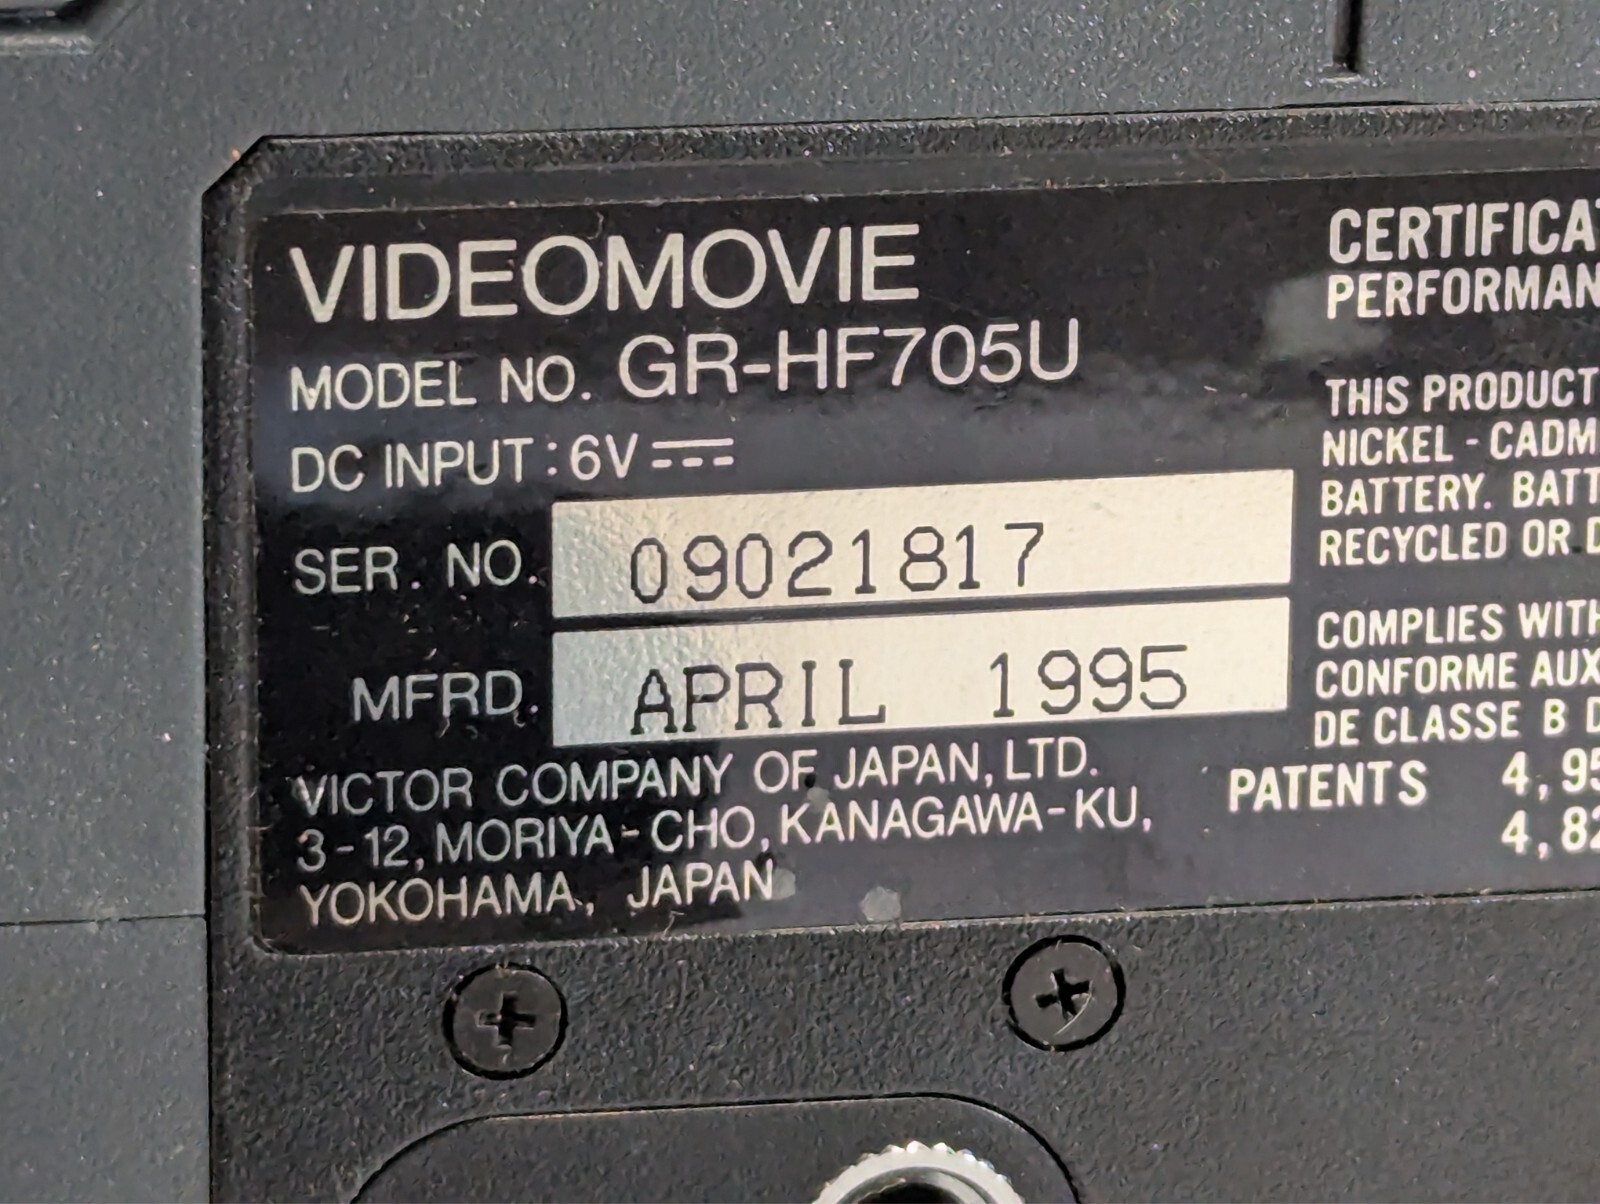 VIDEOMOVIE
MODEL NO. GR-HF705U
DC INPUT : 6V
SER. NO. 09021817
MFRD. APRIL 1995
VICTOR COMPANY OF JAPAN, LTD.
3-12, MORIYA-CHO, KANAGAWA-KU,
YOKOHAMA, JAPAN
PERFORMAN
THIS PRODUCT
NICKEL - CADM
BATTERY. BATT
RECYCLED OR
COMPLIES WITH
CONFORME AUX
DE CLASSE B
PATENTS 4,95
4,82